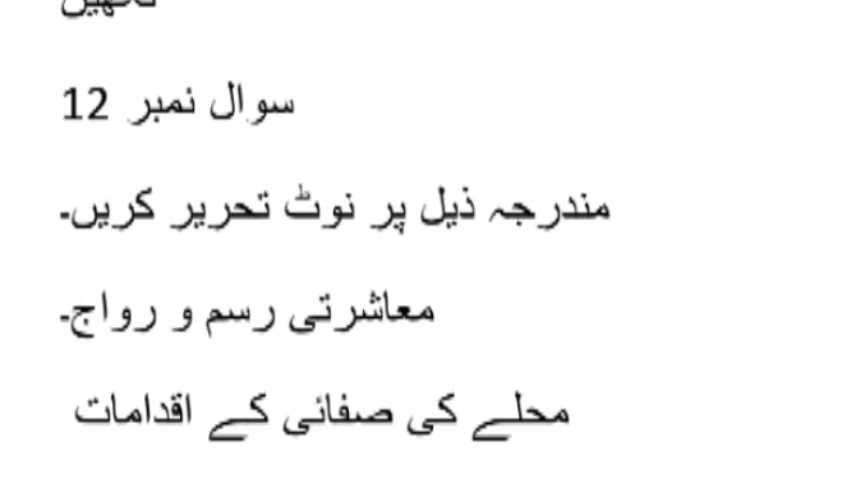 سوال نمبر 12
مندرجہ ذیل پر نوٹ تحریر کریں۔
معاشرتی رسم و رواج۔
محلے کی صفائی کے اقدامات